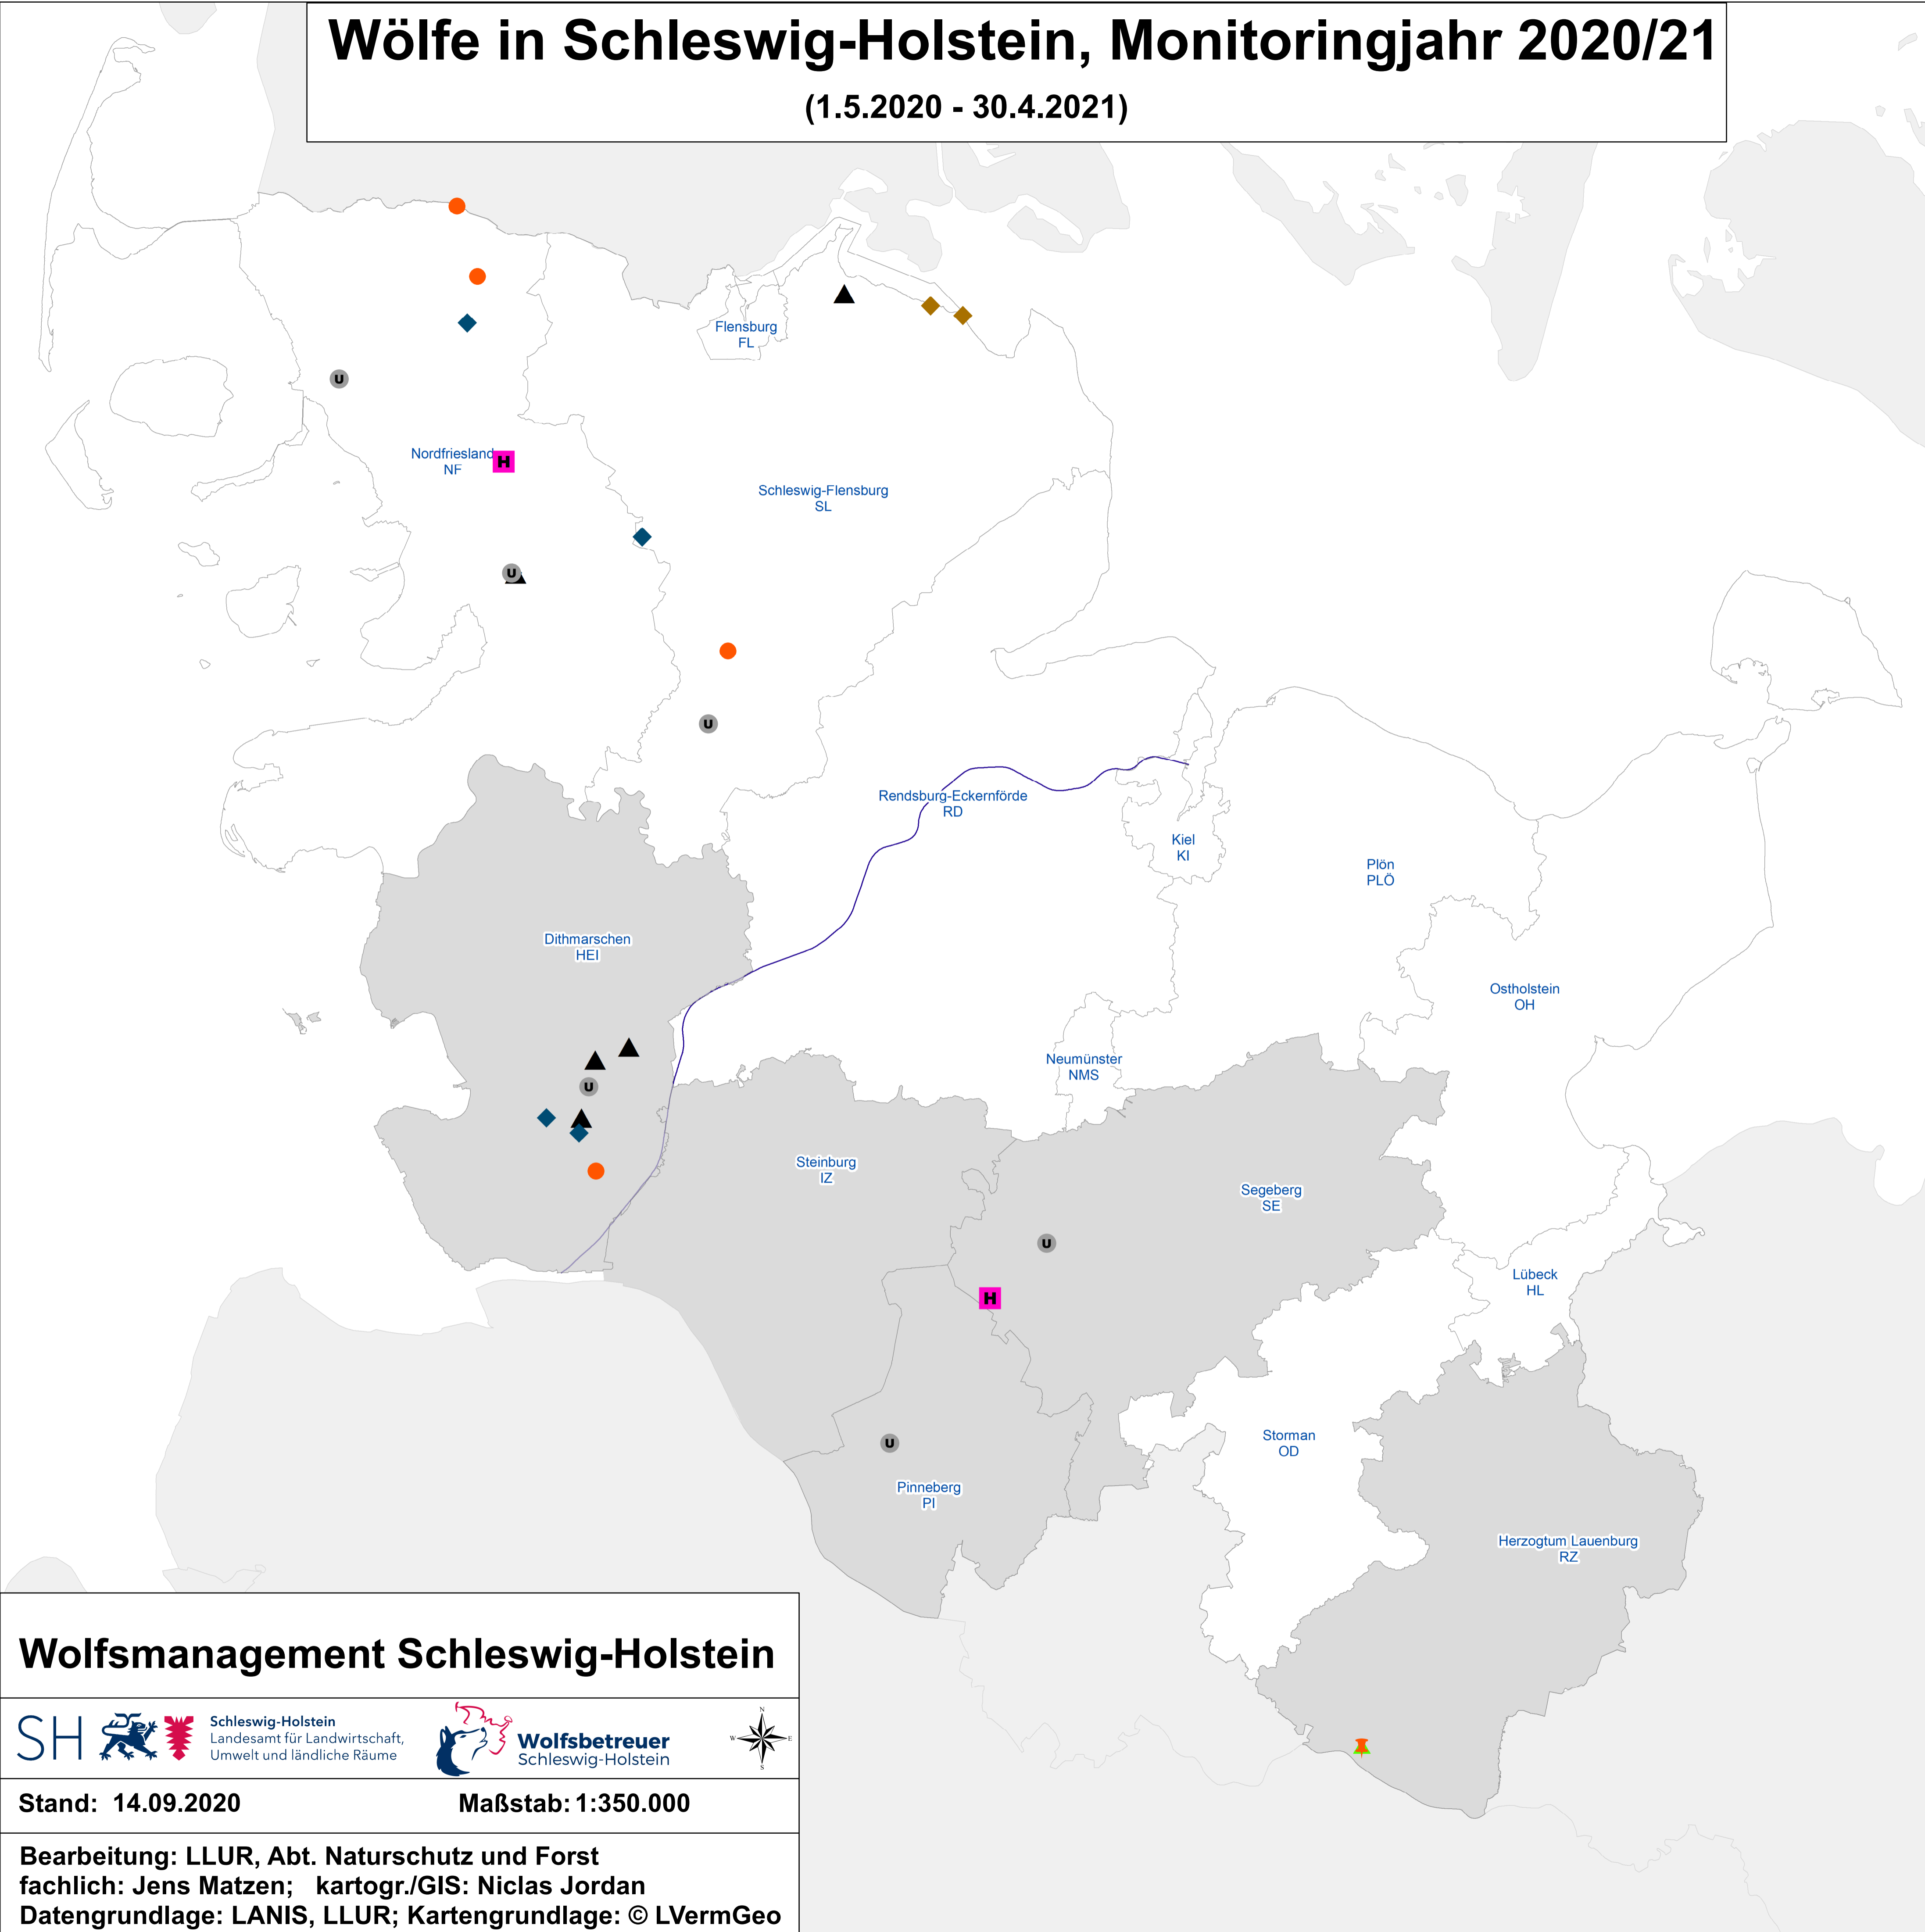 Wölfe in Schleswig-Holstein, Monitoringjahr 2020/21
(1.5.2020 - 30.4.2021)
Flensburg
FL
U
Nordfriesland
NF
H
Schleswig-Flensburg
SL
U
U
Rendsburg-Eckernförde
RD
Kiel
KI
Plön
PLÖ
Dithmarschen
HEI
Ostholstein
OH
Neumünster
NMS
U
Steinburg
IZ
Segeberg
SE
U
H
Lübeck
HL
Storman
OD
U
Pinneberg
PI
Herzogtum Lauenburg
RZ
Wolfsmanagement Schleswig-Holstein
SH
Schleswig-Holstein
Landesamt für Landwirtschaft,
Umwelt und ländliche Räume
Wolfsbetreuer
Schleswig-Holstein
N
W
E
S
Stand: 14.09.2020
Maßstab: 1:350.000
Bearbeitung: LLUR, Abt. Naturschutz und Forst
fachlich: Jens Matzen; kartogr./GIS: Niclas Jordan
Datengrundlage: LANIS, LLUR; Kartengrundlage: © LVermGeo